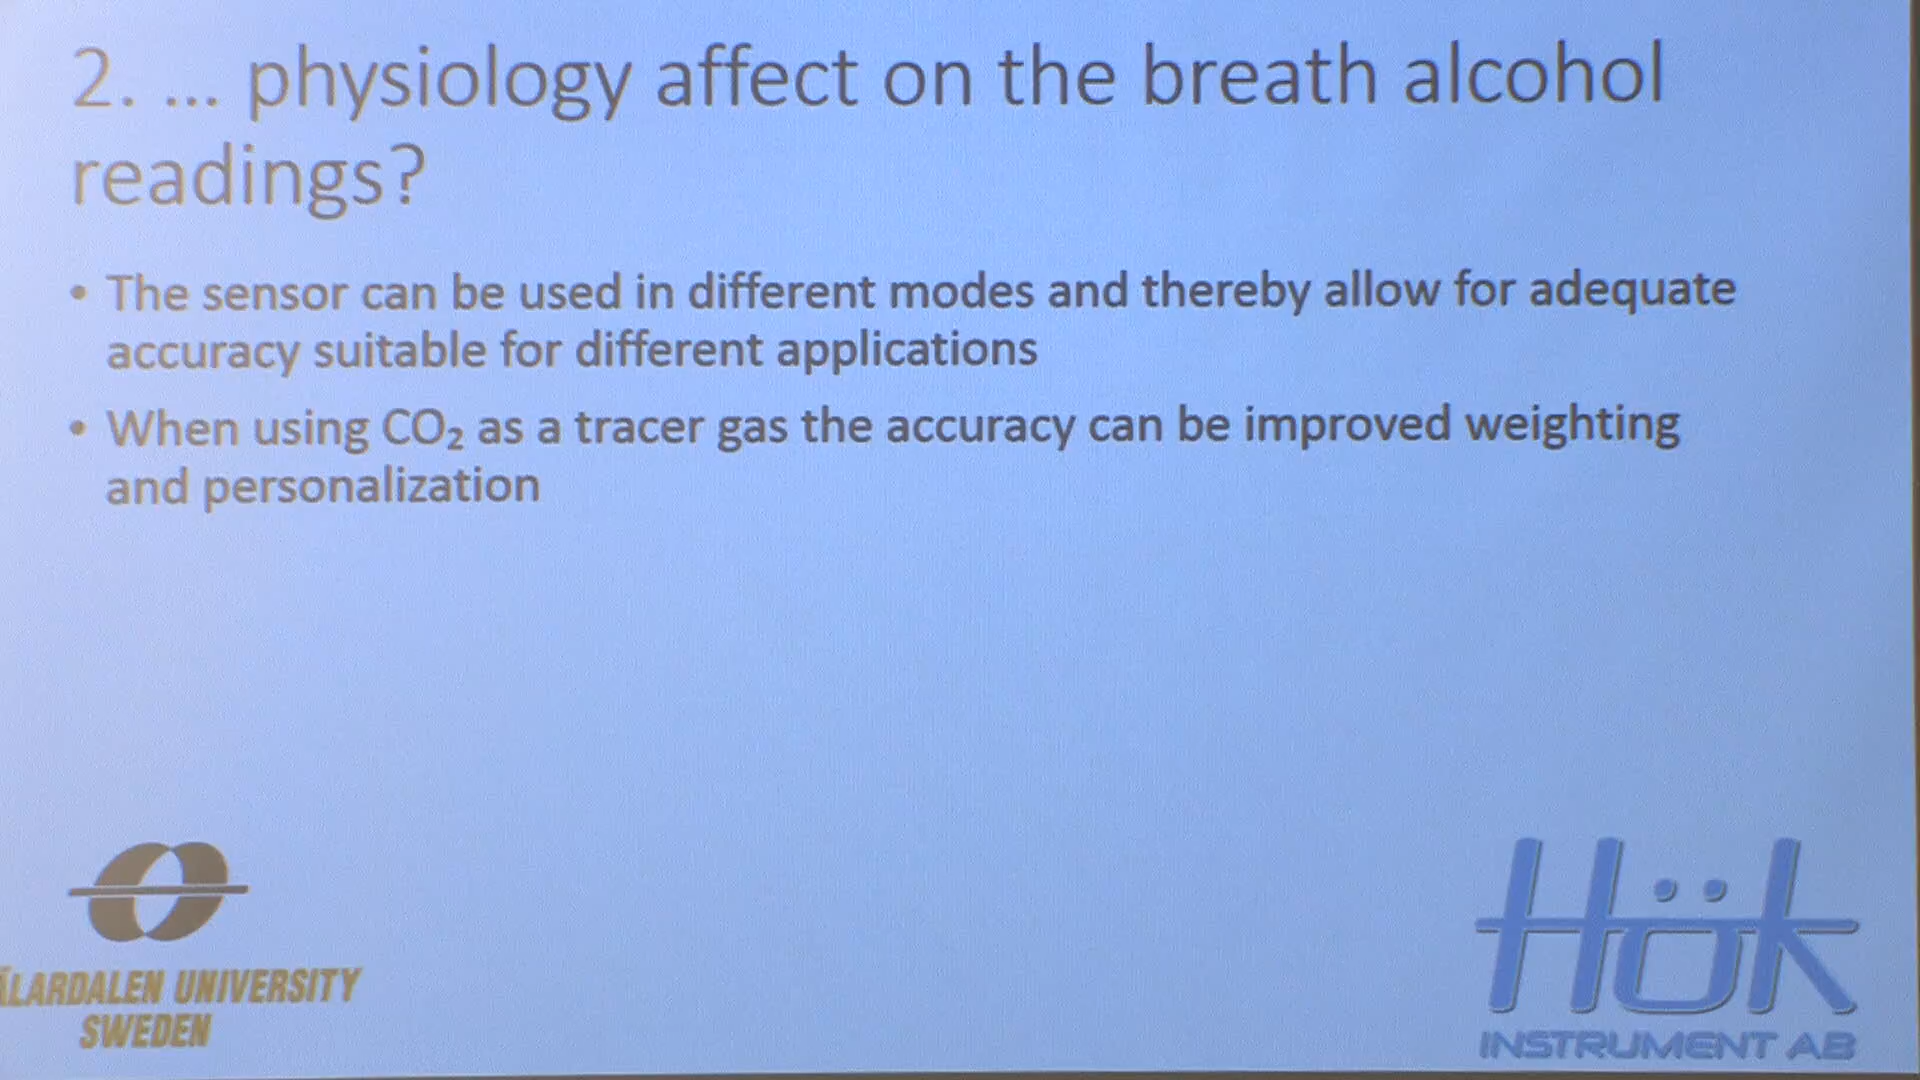 2. ... physiology affect on the breath alcohol
readings?
• The sensor can be used in different modes and thereby allow for adequate
accuracy suitable for different applications
• When using CO₂ as a tracer gas the accuracy can be improved weighting
and personalization
ÄLARDALEN UNIVERSITY
SWEDEN
Hök
INSTRUMENT AB